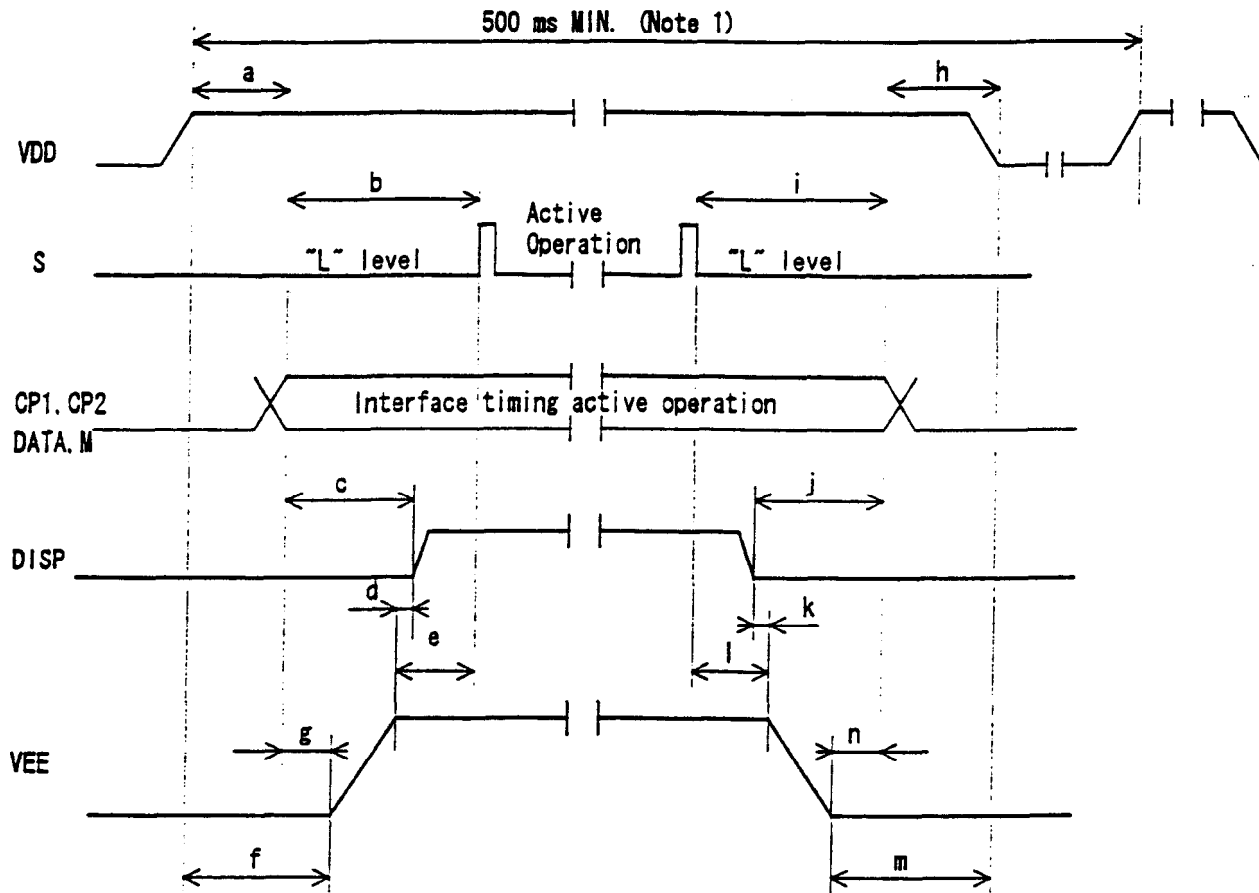 500 ms MIN. (Note 1)
a
h
VDD
b
i
Active
Operation
S
"L" level
"L" level
CP1. CP2
DATA. M
Interface timing active operation
c
j
DISP
d
k
e
l
g
n
VEE
f
m